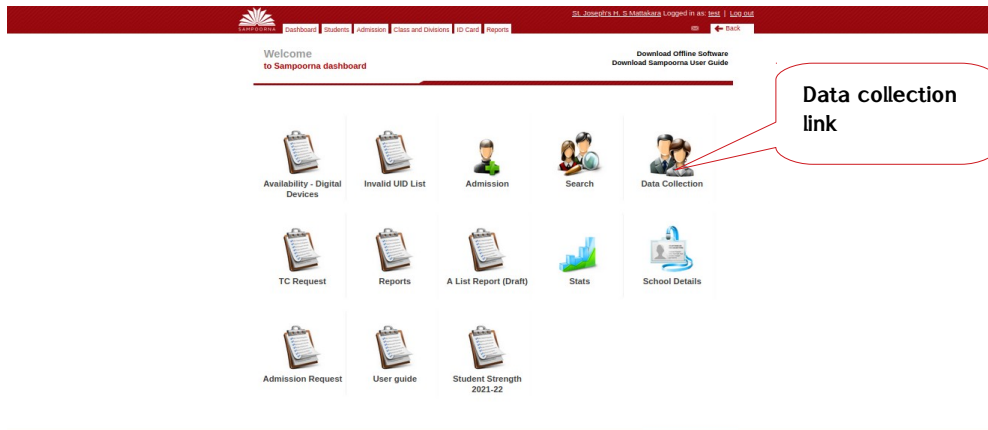 St. Joseph's H. S Mattakara Logged in as: test | Log out
SAMPOORNA
Dashboard Students Admission Class and Divisions ID Card Reports
Back
Welcome
to Sampoorna dashboard
Download Offline Software
Download Sampoorna User Guide
Data collection
link
Availability - Digital
Devices
Invalid UID List
Admission
Search
Data Collection
TC Request
Reports
A List Report (Draft)
Stats
School Details
Admission Request
User guide
Student Strength
2021-22